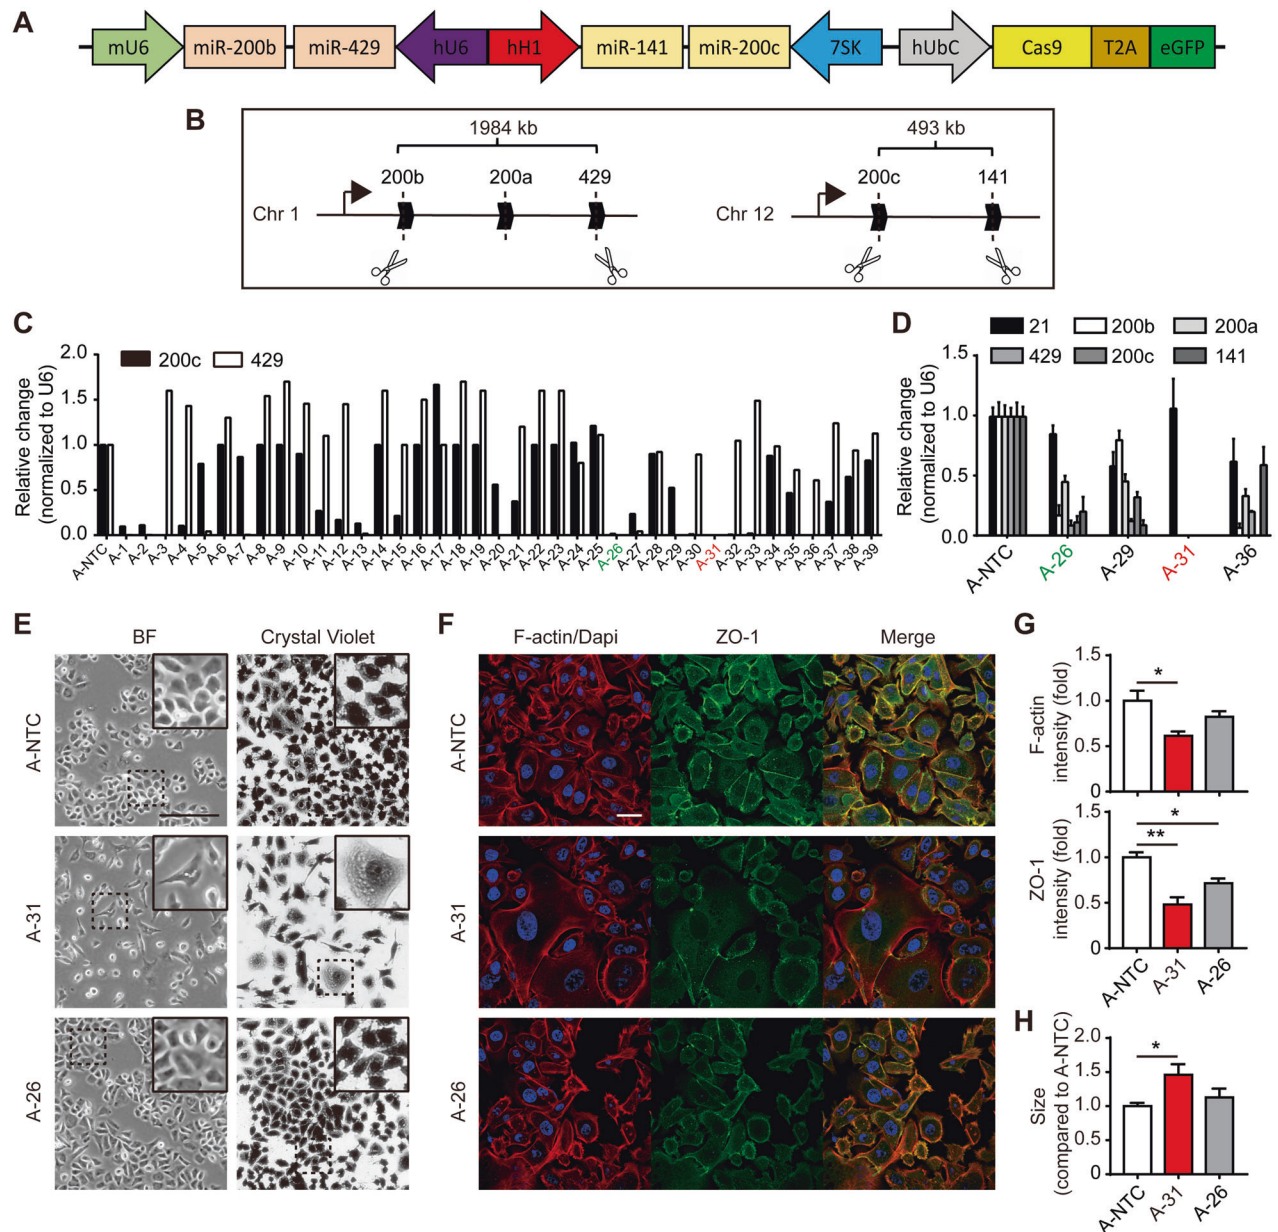 A
mU6 miR-200b miR-429 hU6 hH1 miR-141 miR-200c 7SK hUbC Cas9 T2A eGFP
B
1984 kb
493 kb
200b 200a 429
200c 141
Chr 1
Chr 12
C
200c 429
Relative change
(normalized to U6)
2.0
1.5
1.0
0.5
0.0
A-NTC A-1 A-2 A-3 A-4 A-5 A-6 A-7 A-8 A-9 A-10 A-11 A-12 A-13 A-14 A-15 A-16 A-17 A-18 A-19 A-20 A-21 A-22 A-23 A-24 A-25 A-26 A-27 A-28 A-29 A-30 A-31 A-32 A-33 A-34 A-35 A-36 A-37 A-38 A-39
D
21 200b 200a
429 200c 141
Relative change
(normalized to U6)
1.5
1.0
0.5
0
A-NTC A-26 A-29 A-31 A-36
E
BF Crystal Violet
A-NTC
A-31
A-26
F
F-actin/Dapi ZO-1 Merge
A-NTC
A-31
A-26
G
F-actin
intensity (fold)
1.5
1.0
0.5
0
*
ZO-1
intensity (fold)
1.5
1.0
0.5
0
*
**
A-NTC A-31 A-26
H
Size
(compared to A-NTC)
2.0
1.5
1.0
0.5
0
*
A-NTC A-31 A-26